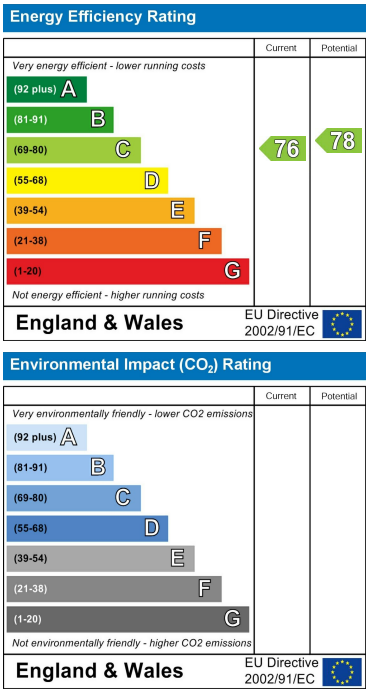 Energy Efficiency Rating
Current Potential
Very energy efficient - lower running costs
(92 plus) A
(81-91) B
(69-80) C 76 78
(55-68) D
(39-54) E
(21-38) F
(1-20) G
Not energy efficient - higher running costs
England & Wales EU Directive
2002/91/EC
Environmental Impact (CO₂) Rating
Current Potential
Very environmentally friendly - lower CO2 emissions
(92 plus) A
(81-91) B
(69-80) C
(55-68) D
(39-54) E
(21-38) F
(1-20) G
Not environmentally friendly - higher CO2 emissions
England & Wales EU Directive
2002/91/EC